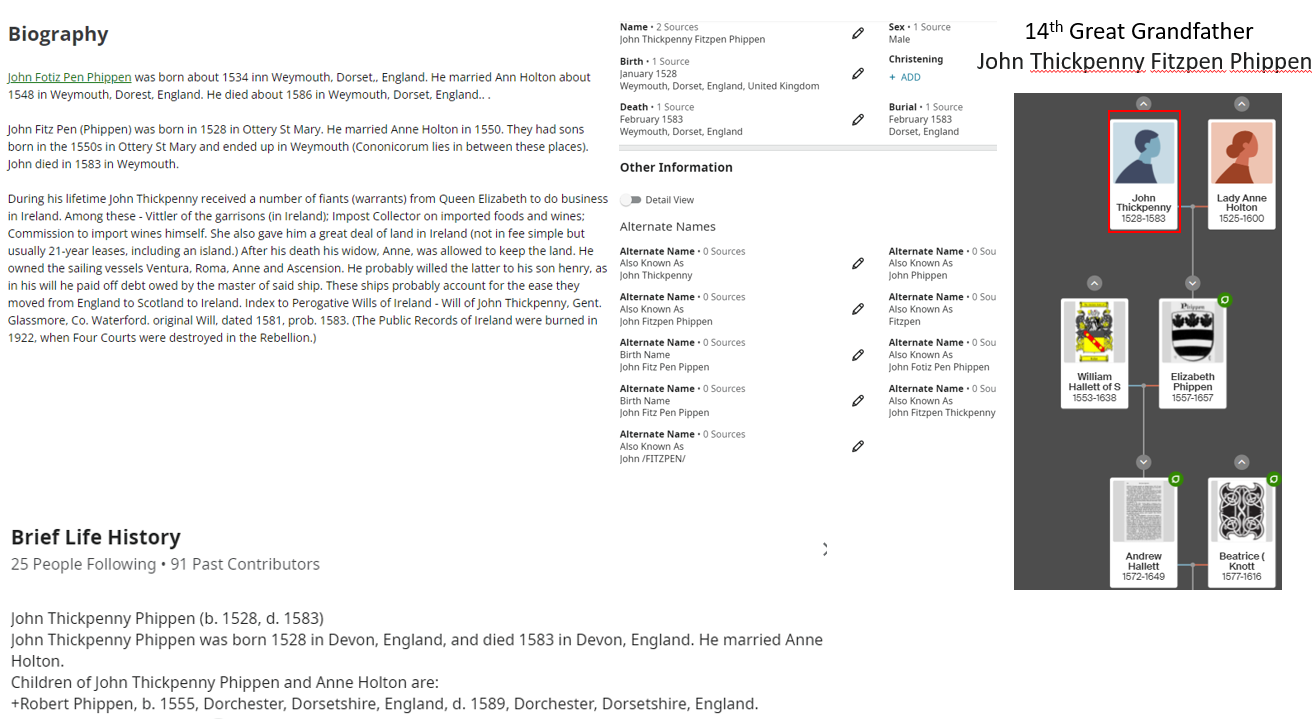 Biography
John Fotiz Pen Phippen was born about 1534 inn Weymouth, Dorset,, England. He married Ann Holton about
1548 in Weymouth, Dorest, England. He died about 1586 in Weymouth, Dorset, England.. .
John Fitz Pen (Phippen) was born in 1528 in Ottery St Mary. He married Anne Holton in 1550. They had sons
born in the 1550s in Ottery St Mary and ended up in Weymouth (Cononicorum lies in between these places).
John died in 1583 in Weymouth.
During his lifetime John Thickpenny received a number of fiants (warrants) from Queen Elizabeth to do business
in Ireland. Among these - Vittler of the garrisons (in Ireland); Impost Collector on imported foods and wines;
Commission to import wines himself. She also gave him a great deal of land in Ireland (not in fee simple but
usually 21-year leases, including an island.) After his death his widow, Anne, was allowed to keep the land. He
owned the sailing vessels Ventura, Roma, Anne and Ascension. He probably willed the latter to his son henry, as
in his will he paid off debt owed by the master of said ship. These ships probably account for the ease they
moved from England to Scotland to Ireland. Index to Perogative Wills of Ireland - Will of John Thickpenny, Gent.
Glassmore, Co. Waterford. original Will, dated 1581, prob. 1583. (The Public Records of Ireland were burned in
1922, when Four Courts were destroyed in the Rebellion.)
Name • 2 Sources
John Thickpenny Fitzpen Phippen
Sex • 1 Source
Male
Birth • 1 Source
January 1528
Weymouth, Dorset, England, United Kingdom
Christening
+ ADD
Death • 1 Source
February 1583
Weymouth, Dorset, England
Burial • 1 Source
February 1583
Dorset, England
Other Information
Detail View
Alternate Names
Alternate Name • 0 Sources
Also Known As
John Thickpenny
Alternate Name • 0 Sou
Also Known As
John Phippen
Alternate Name • 0 Sources
Also Known As
John Fitzpen Phippen
Alternate Name • 0 Sou
Also Known As
Fitzpen
Alternate Name • 0 Sources
Birth Name
John Fitz Pen Pippen
Alternate Name • 0 Sou
Also Known As
John Fotiz Pen Phippen
Alternate Name • 0 Sources
Birth Name
John Fitz Pen Pippen
Alternate Name • 0 Sou
Also Known As
John Fitzpen Thickpenny
Alternate Name • 0 Sources
Also Known As
John /FITZPEN/
14th Great Grandfather
John Thickpenny Fitzpen Phippen
John
Thickpenny
1528-1583
Lady Anne
Holton
1525-1600
William
Hallett of S
1553-1638
Phippen
Elizabeth
Phippen
1557-1657
Andrew
Hallett
1572-1649
Beatrice (
Knott
1577-1616
Brief Life History
25 People Following • 91 Past Contributors
John Thickpenny Phippen (b. 1528, d. 1583)
John Thickpenny Phippen was born 1528 in Devon, England, and died 1583 in Devon, England. He married Anne
Holton.
Children of John Thickpenny Phippen and Anne Holton are:
+Robert Phippen, b. 1555, Dorchester, Dorsetshire, England, d. 1589, Dorchester, Dorsetshire, England.